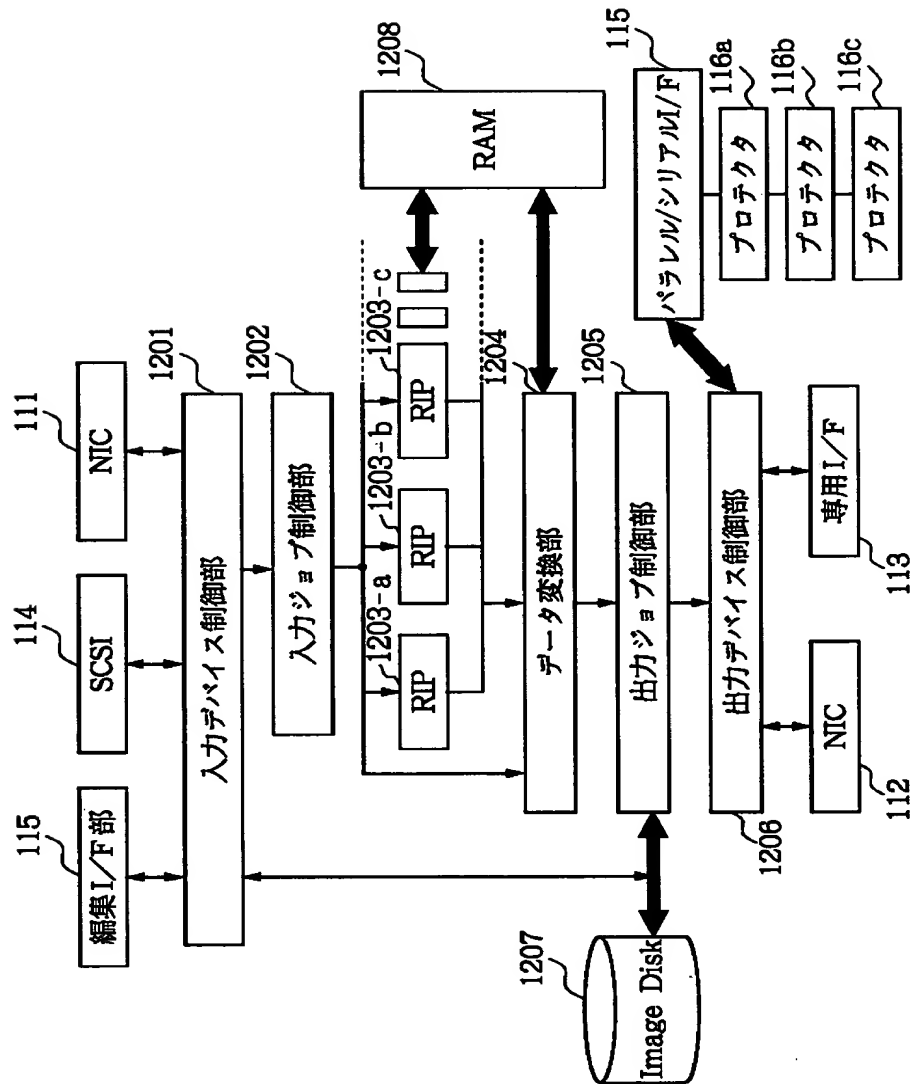 115
114
111
編集I/F部
SCSI
NIC
1201
入力デバイス制御部
1202
入力ジョブ制御部
1203-a
1203-b
1203-c
RIP
RIP
RIP
1208
RAM
1204
データ変換部
1205
出力ジョブ制御部
1207
Image Disk
115
パラレル/シリアルI/F
出力デバイス制御部
1206
116a
プロテクタ
116b
プロテクタ
116c
プロテクタ
NIC
112
専用I/F
113